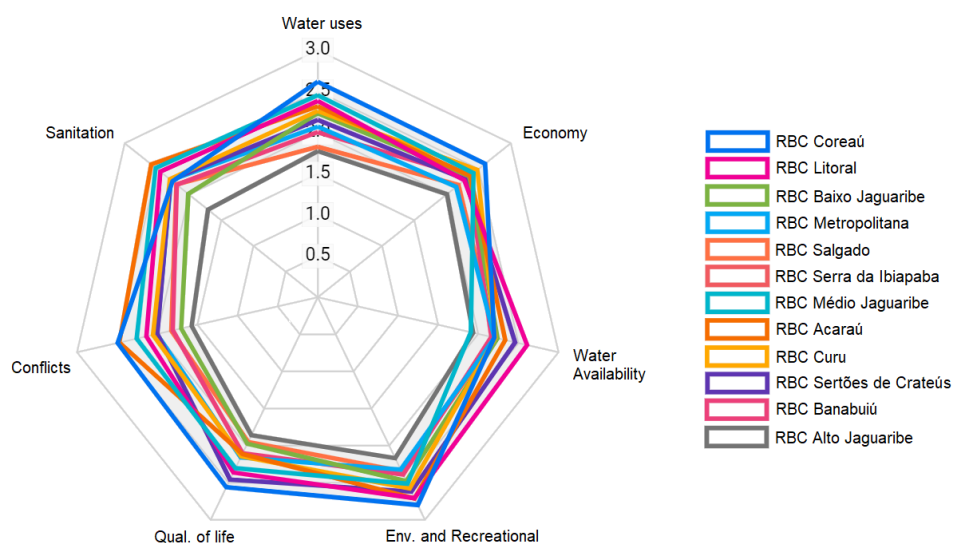 Water uses
3.0
2.5
2.0
1.5
1.0
0.5
Sanitation
Economy
Conflicts
Water
Availability
Qual. of life
Env. and Recreational
RBC Coreaú
RBC Litoral
RBC Baixo Jaguaribe
RBC Metropolitana
RBC Salgado
RBC Serra da Ibiapaba
RBC Médio Jaguaribe
RBC Acaraú
RBC Curu
RBC Sertões de Crateús
RBC Banabuiú
RBC Alto Jaguaribe